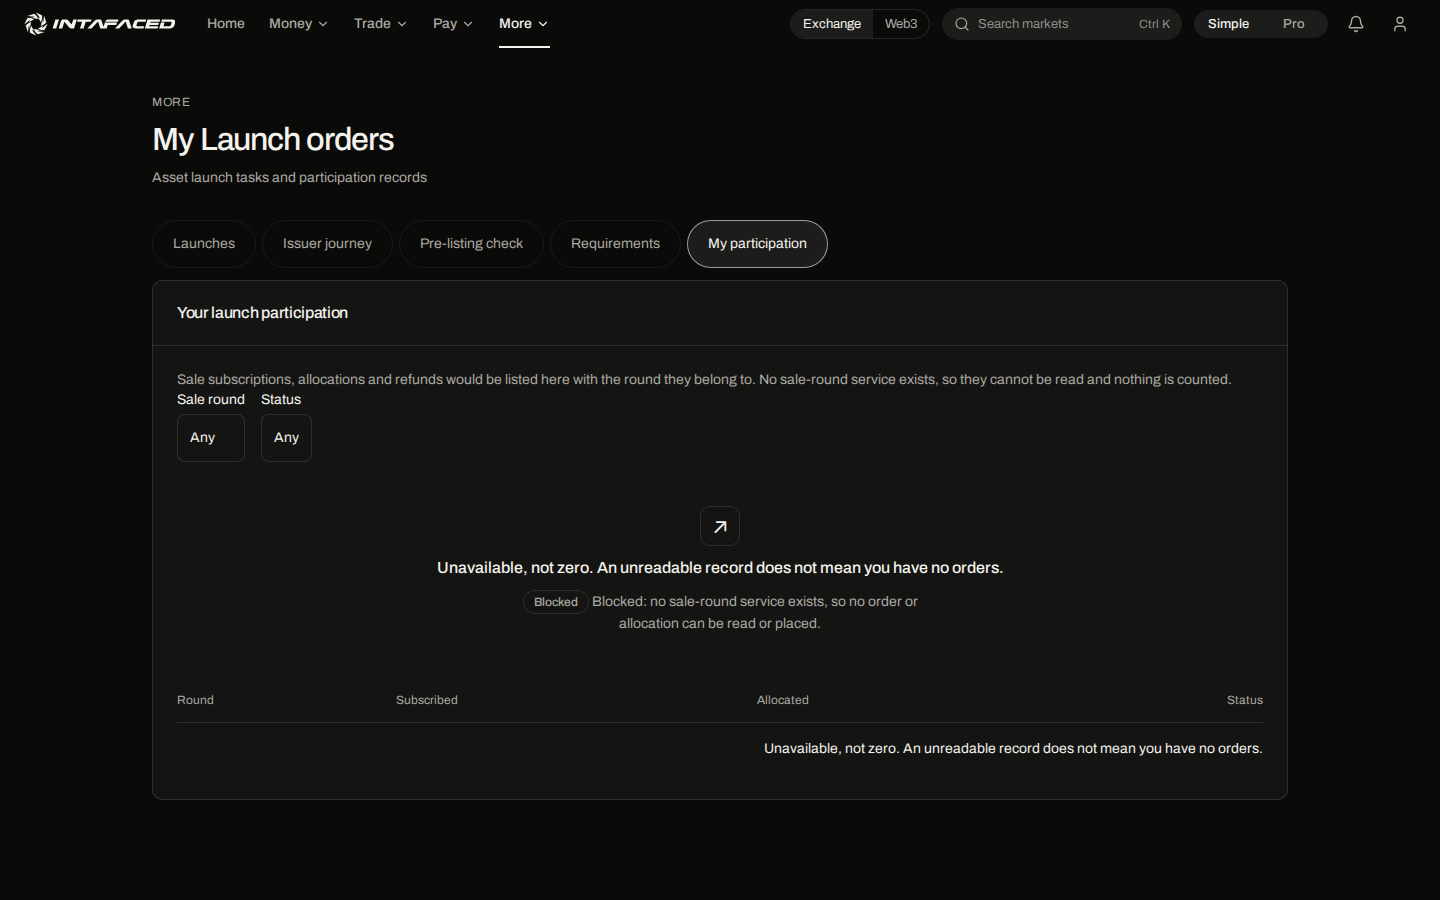 INTAFACED
Home Money Trade Pay More
Exchange Web3 Search markets Ctrl K Simple Pro
MORE
My Launch orders
Asset launch tasks and participation records
Launches Issuer journey Pre-listing check Requirements My participation
Your launch participation
Sale subscriptions, allocations and refunds would be listed here with the round they belong to. No sale-round service exists, so they cannot be read and nothing is counted.
Sale round Status
Any Any
Unavailable, not zero. An unreadable record does not mean you have no orders.
Blocked Blocked: no sale-round service exists, so no order or
allocation can be read or placed.
Round Subscribed Allocated Status
Unavailable, not zero. An unreadable record does not mean you have no orders.